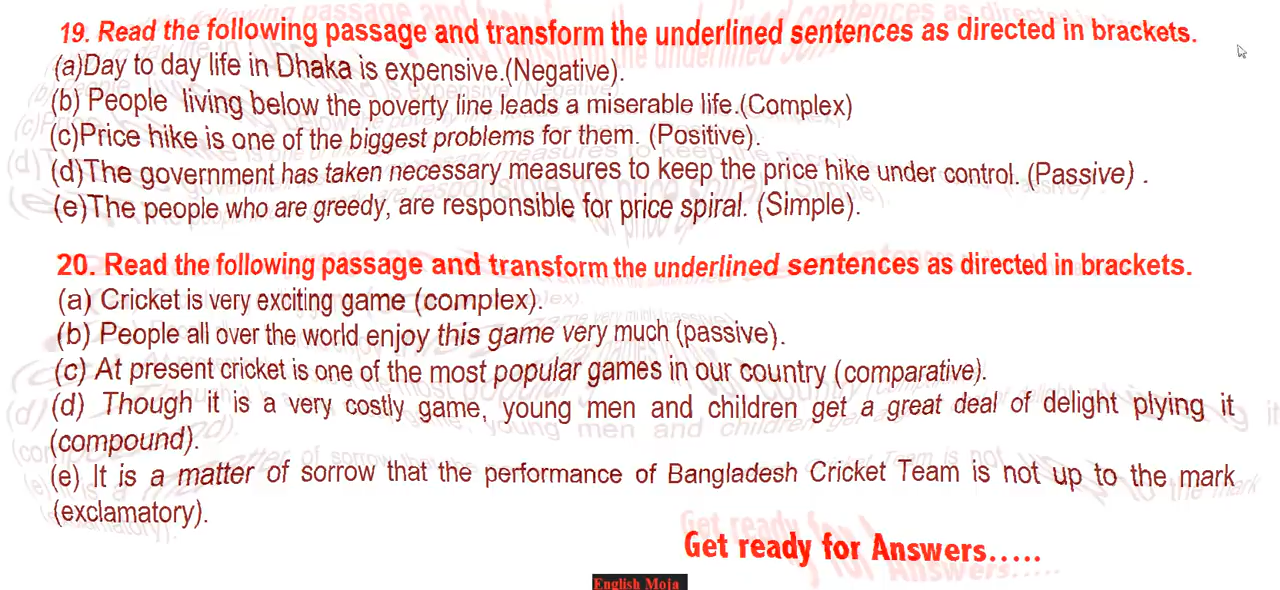 19. Read the following passage and transform the underlined sentences as directed in brackets.
(a)Day to day life in Dhaka is expensive.(Negative).
(b) People living below the poverty line leads a miserable life.(Complex)
(c)Price hike is one of the biggest problems for them. (Positive).
(d)The government has taken necessary measures to keep the price hike under control. (Passive) .
(e)The people who are greedy, are responsible for price spiral. (Simple).
20. Read the following passage and transform the underlined sentences as directed in brackets.
(a) Cricket is very exciting game (complex).
(b) People all over the world enjoy this game very much (passive).
(c) At present cricket is one of the most popular games in our country (comparative).
(d) Though it is a very costly game, young men and children get a great deal of delight plying it
(compound).
(e) It is a matter of sorrow that the performance of Bangladesh Cricket Team is not up to the mark
(exclamatory).
Get ready for Answers.....
English Moja